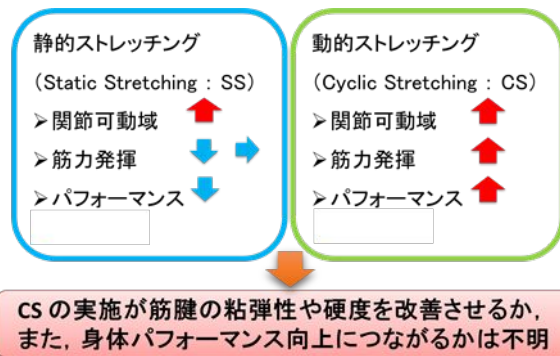 静的ストレッチング
(Static Stretching : SS)
➢関節可動域
➢筋力発揮
➢パフォーマンス
動的ストレッチング
(Cyclic Stretching : CS)
➢関節可動域
➢筋力発揮
➢パフォーマンス
CS の実施が筋腱の粘弾性や硬度を改善させるか,
また, 身体パフォーマンス向上につながるかは不明